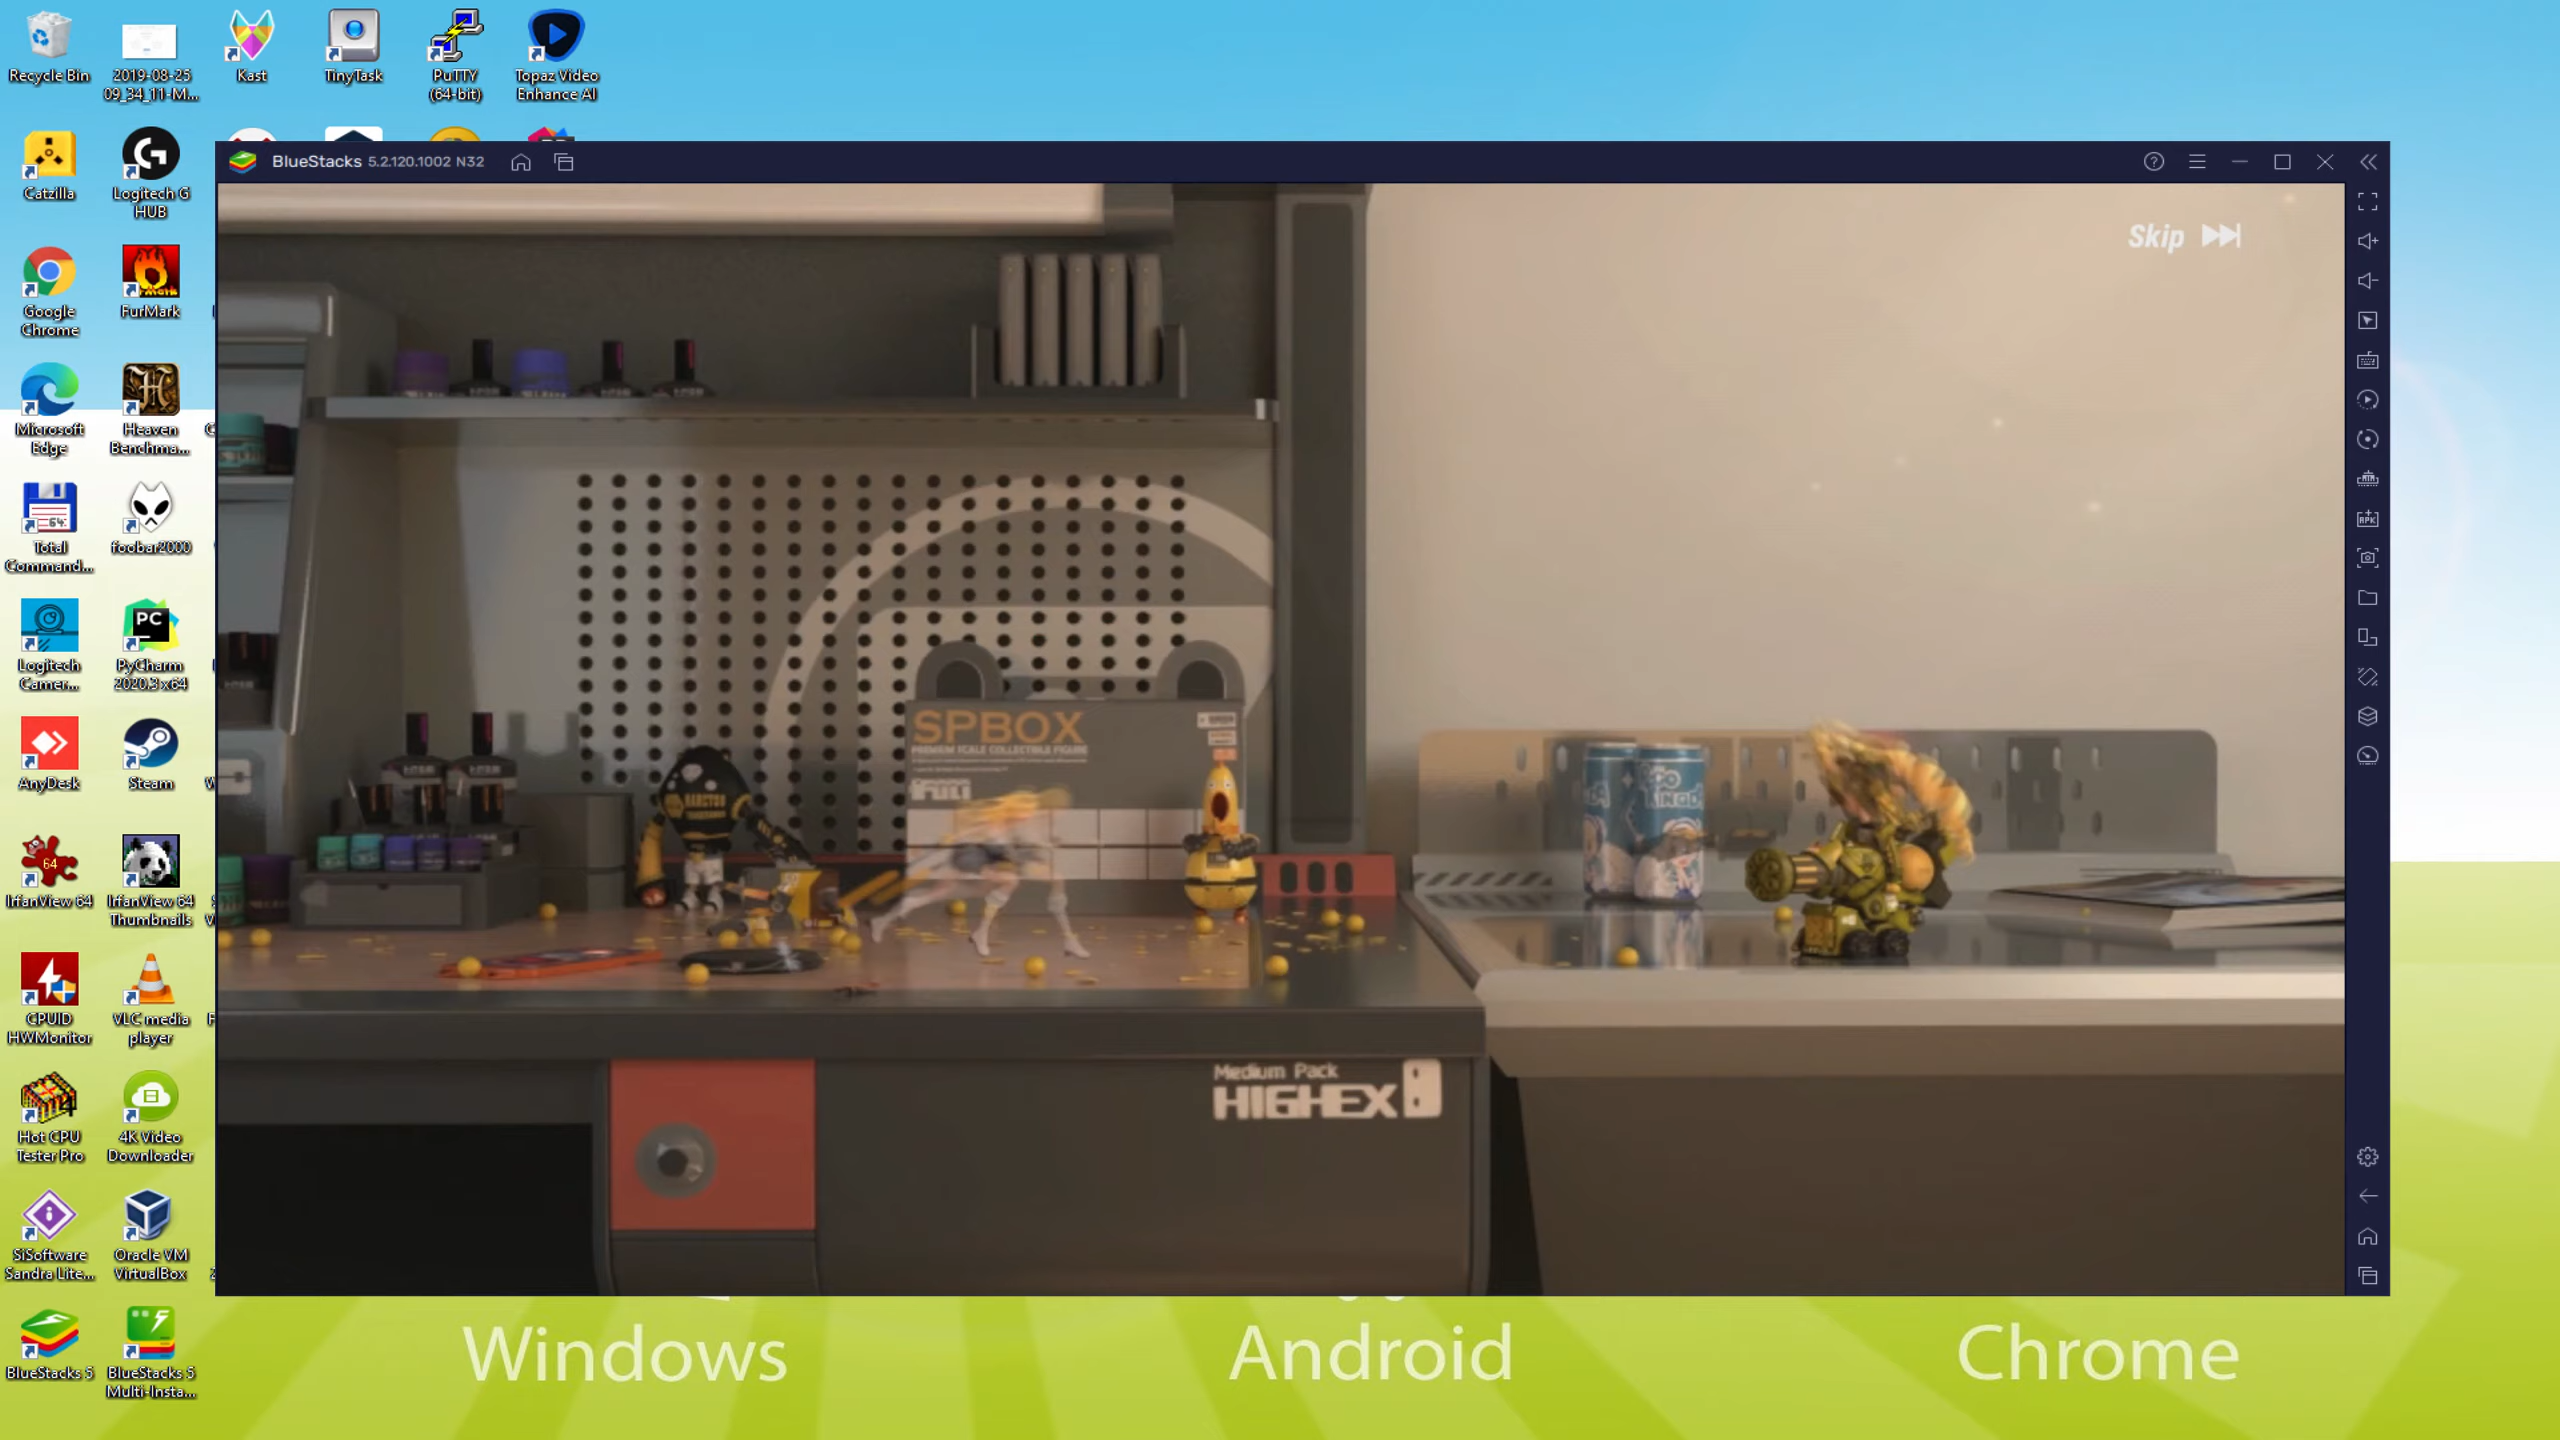 Recycle Bin
2019-08-25
09_34_11-M...
Kast
TinyTask
PuTTY
(64-bit)
Topaz Video
Enhance AI
Catzilla
Logitech G
HUB
BlueStacks 5.2.120.1002 N32
Skip
Google
Chrome
FurMark
Microsoft
Edge
Heaven
Benchma...
Total
Command...
foobar2000
Logitech
Camer...
PyCharm
2020.3 x64
AnyDesk
Steam
SPBOX
PREMIUM SCALE COLLECTIBLE FIGURE
IrfanView 64
IrfanView 64
Thumbnails
CPUID
HWMonitor
VLC media
player
Medium Pack
HIGHEX
Hot CPU
Tester Pro
4K Video
Downloader
SiSoftware
Sandra Lite...
Oracle VM
VirtualBox
BlueStacks 5
BlueStacks 5
Multi-Insta...
Windows
Android
Chrome